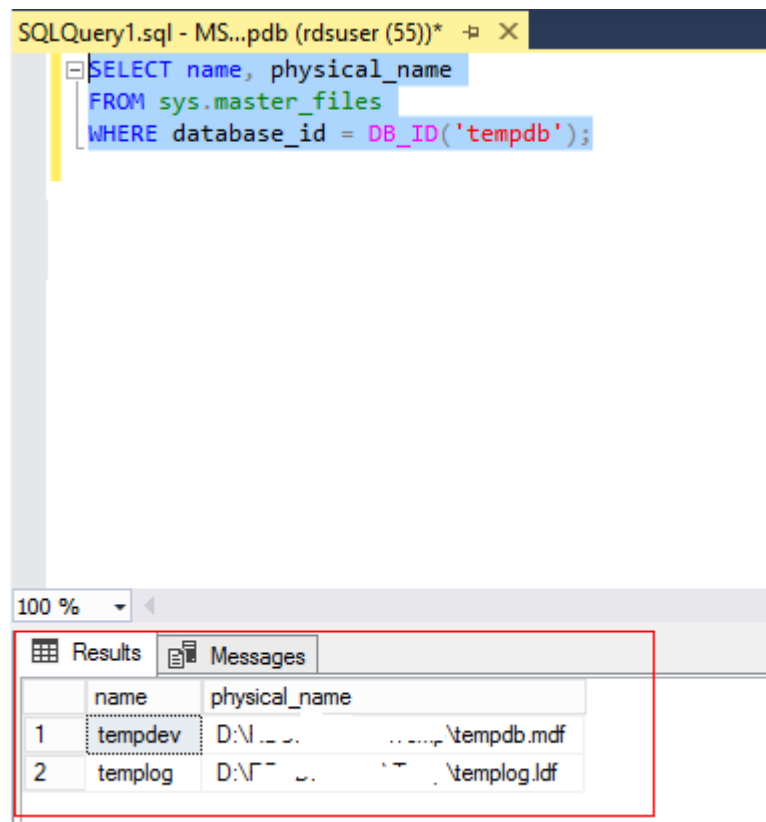 SQLQuery1.sql - MS...pdb (rdsuser (55))*
SELECT name, physical_name
FROM sys.master_files
WHERE database_id = DB_ID('tempdb');
100 %
Results Messages
name physical_name
1 tempdev D:\ \tempdb.mdf
2 templog D:\ \templog.ldf